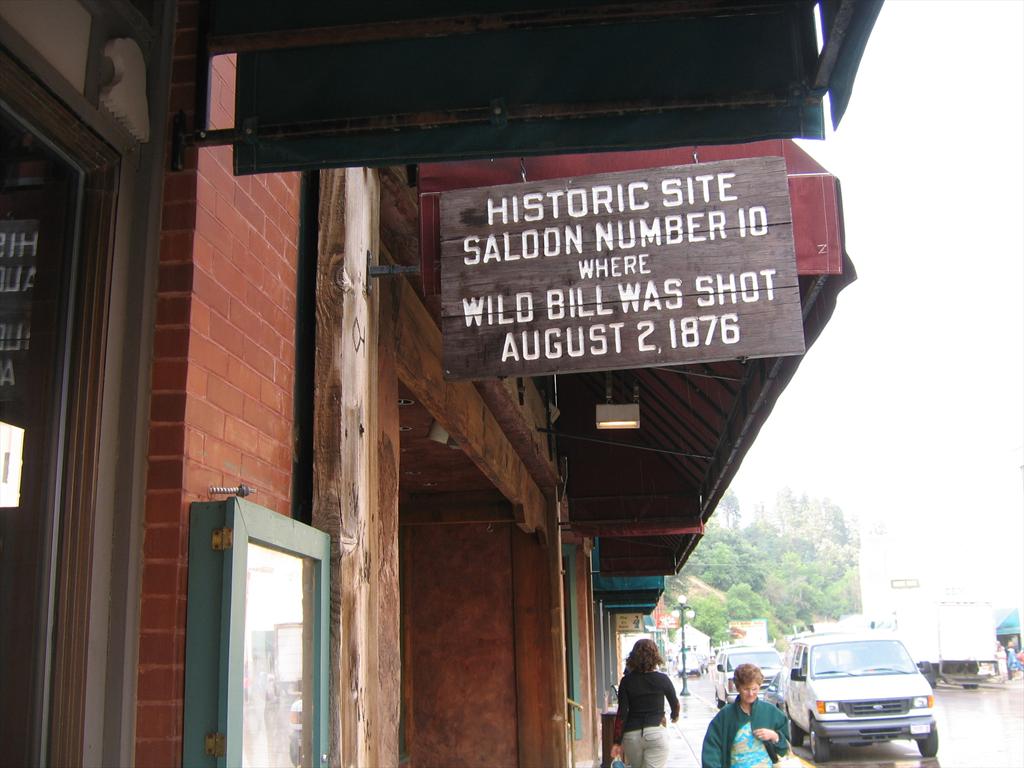 HISTORIC SITE
SALOON NUMBER 10
WHERE
WILD BILL WAS SHOT
AUGUST 2, 1876